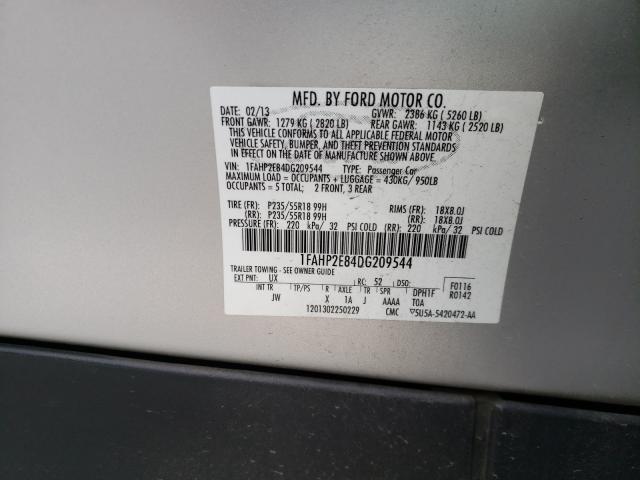 MFD. BY FORD MOTOR CO.
DATE: 02/13 GVWR: 2386 KG ( 5260 LB)
FRONT GAWR: 1279 KG ( 2820 LB) REAR GAWR: 1143 KG ( 2520 LB)
THIS VEHICLE CONFORMS TO ALL APPLICABLE FEDERAL MOTOR
VEHICLE SAFETY, BUMPER, AND THEFT PREVENTION STANDARDS
IN EFFECT ON THE DATE OF MANUFACTURE SHOWN ABOVE.
VIN: 1FAHP2E84DG209544 TYPE: Passenger Car
MAXIMUM LOAD = OCCUPANTS + LUGGAGE = 430KG/ 950LB
OCCUPANTS = 5 TOTAL; 2 FRONT, 3 REAR
TIRE (FR): P235/55R18 99H RIMS (FR): 18X8.0J
(RR): P235/55R18 99H (RR): 18X8.0J
PRESSURE (FR): 220 kPa/ 32 PSI COLD (RR): 220 kPa/ 32 PSI COLD
1FAHP2E84DG209544
TRAILER TOWING - SEE OWNER GUIDE
EXT PNT: UX RC: 52 DSO: F0116
INT TR TP/PS R AXLE TR SPR DPH1F R0142
JW X 1A J AAAA T0A
1201302250229 CMC 5U5A-5420472-AA